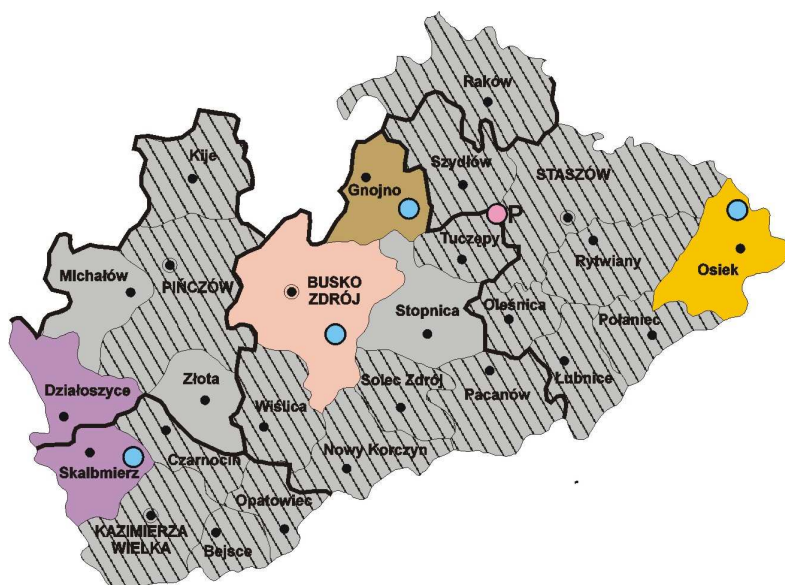 Raków
Kije
Szydłów
Gnojno
STASZÓW
P
Tuczępy
Rytwiany
MIchałów
PIŃCZÓW
BUSKO
ZDRÓJ
Osiek
Stopnica
Oleśnica
Połaniec
Działoszyce
Złota
Solec Zdrój
Łubnice
Wiślica
Pacanów
Skalbmierz
Czarnocin
Nowy Korczyn
Opatowiec
KAZIMIERZA
WIELKA
Bejsce